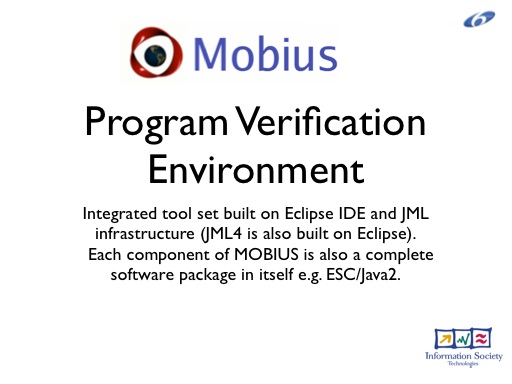 6
Mobius
Program Verification
Environment
Integrated tool set built on Eclipse IDE and JML
infrastructure (JML4 is also built on Eclipse).
Each component of MOBIUS is also a complete
software package in itself e.g. ESC/Java2.
Information Society
Technologies